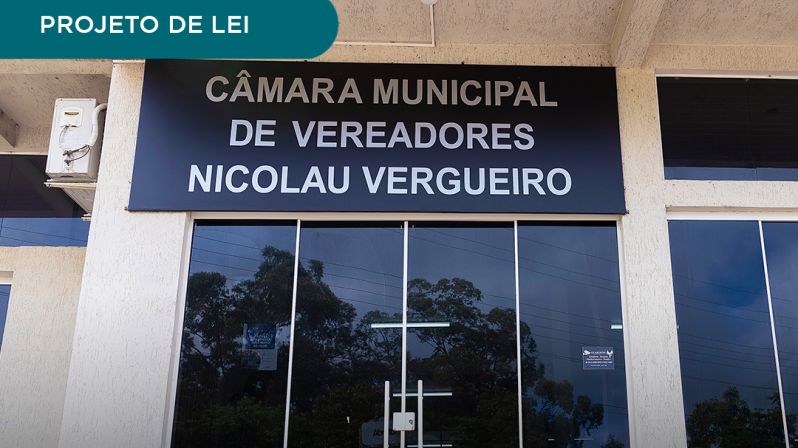 PROJETO DE LEI
CÂMARA MUNICIPAL
DE VEREADORES
NICOLAU VERGUEIRO